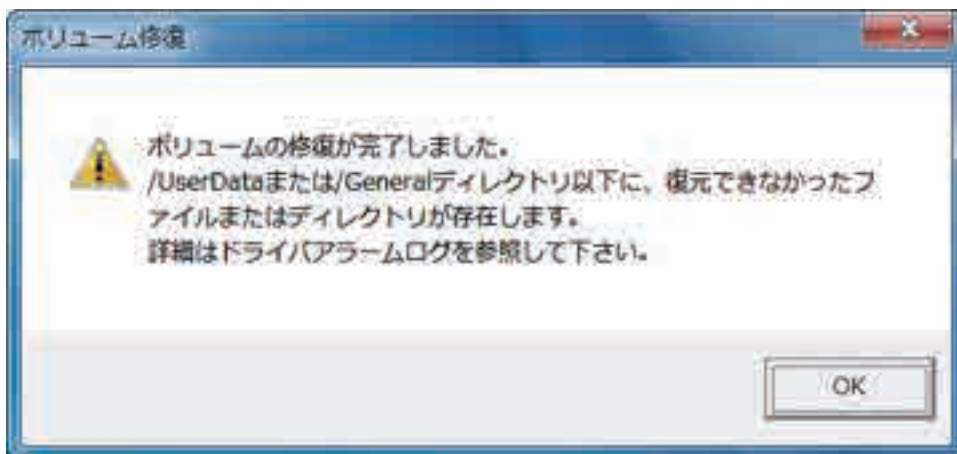 ボリューム修復
ボリュームの修復が完了しました。
/UserDataまたは/Generalディレクトリ以下に、復元できなかったフ
ァイルまたはディレクトリが存在します。
詳細はドライバアラームログを参照して下さい。
OK